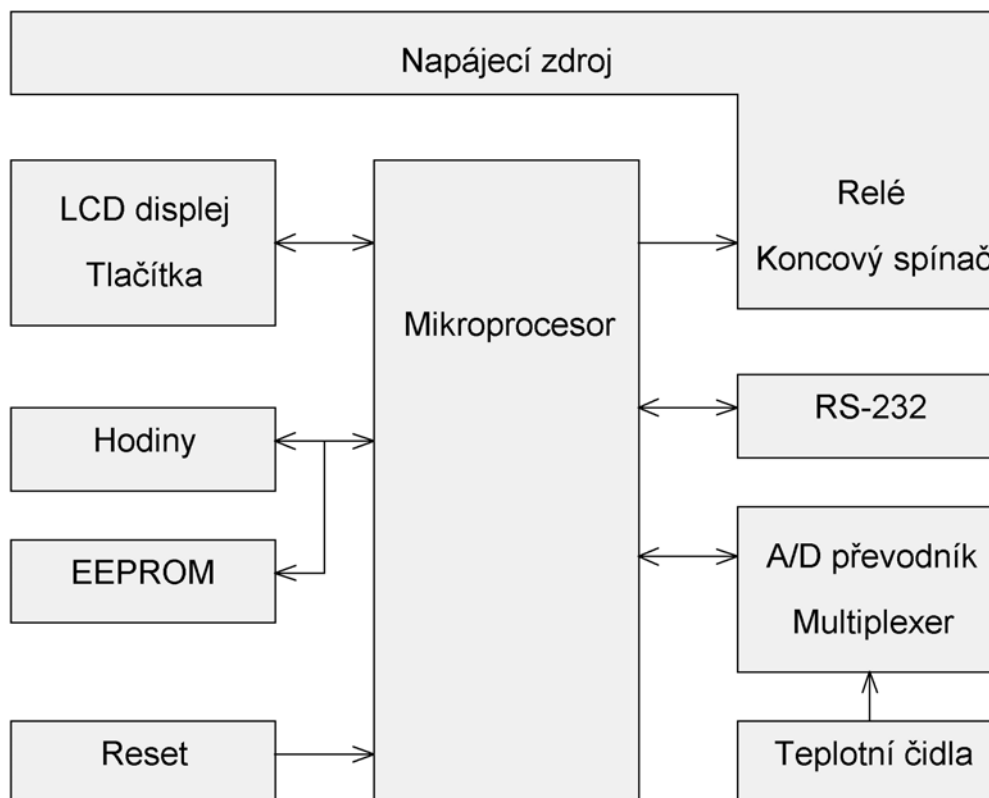 Napájecí zdroj
LCD displej
Tlačítka
Mikroprocesor
Relé
Koncový spínač
Hodiny
RS-232
EEPROM
A/D převodník
Multiplexer
Reset
Teplotní čidla